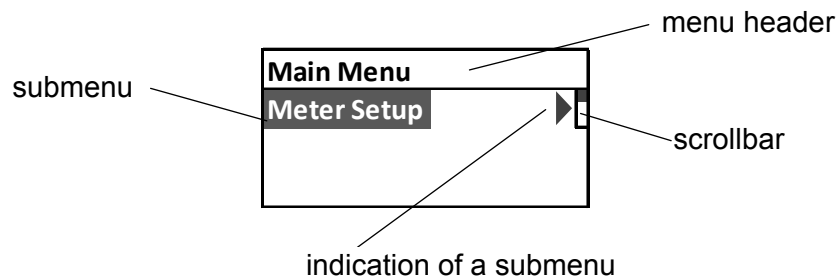 menu header
Main Menu
submenu
Meter Setup
scrollbar
indication of a submenu